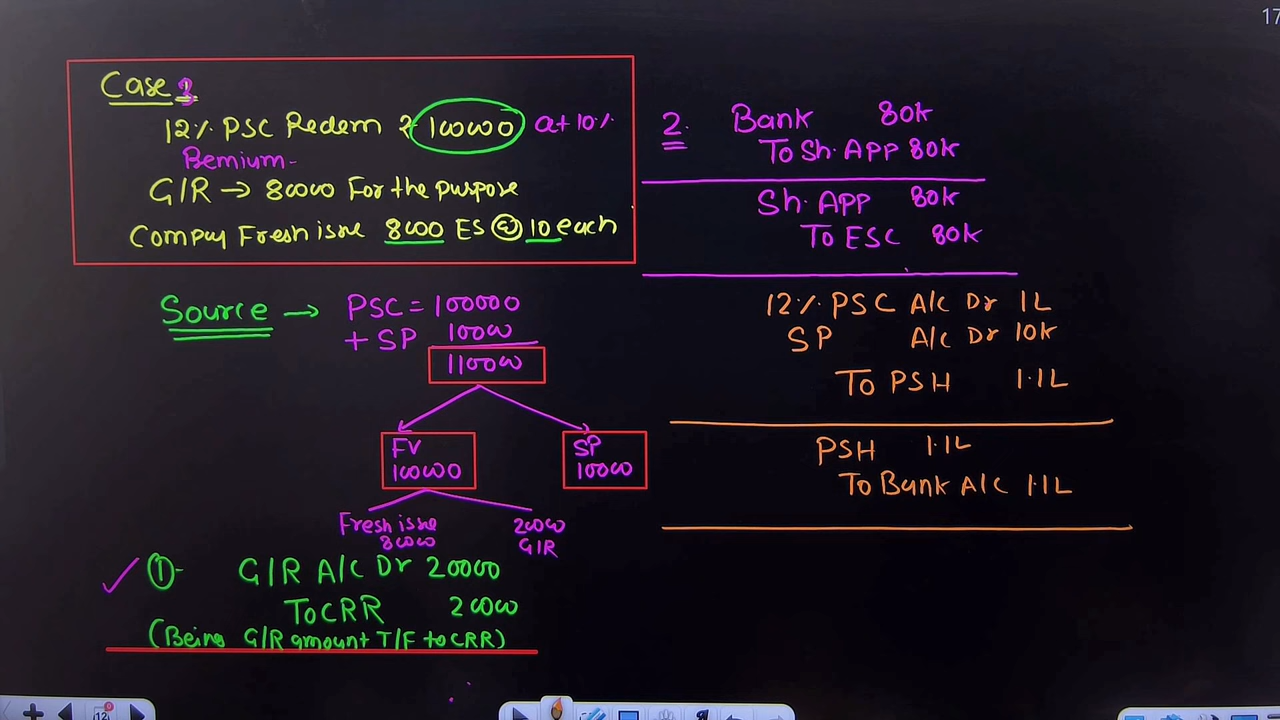 17
Case 3
12% PSC Redem ₹ 100000 at 10%
Premium-
G/R → 80000 For the purpose
Compay Fresh issue 8000 ES @ 10 each
Source → PSC = 100000
+ SP 10000
110000
FV
100000
SP
10000
Fresh issue
80000
20000
G/R
① G/R A/c Dr 20000
To CRR 20000
(Being G/R amount T/F to CRR)
2. Bank 80k
To Sh. APP 80k
Sh. APP 80k
To ESC 80k
12% PSC A/c Dr 1L
SP A/c Dr 10k
To PSH 1.1L
PSH 1.1L
To Bank A/c 1.1L
12